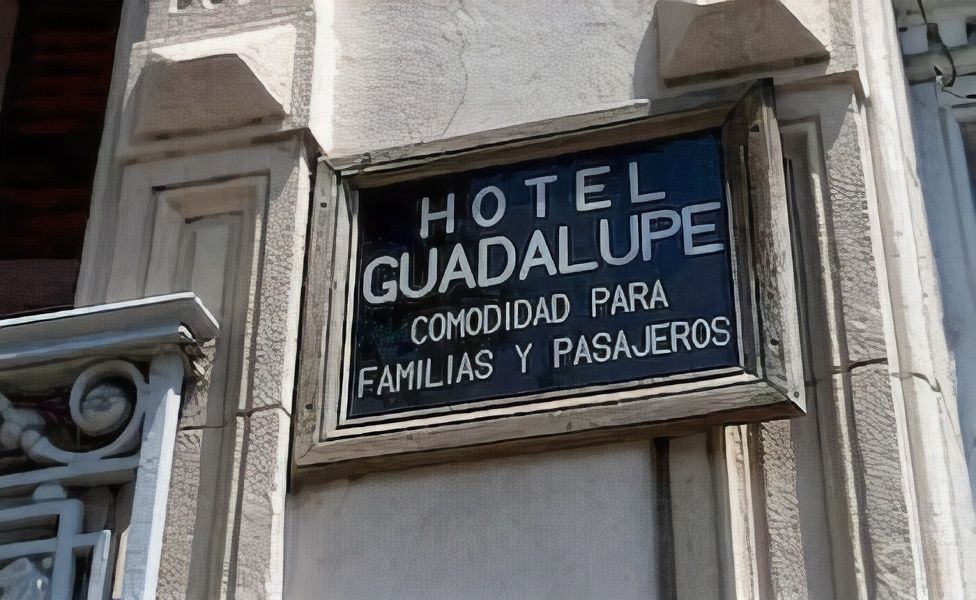 HOTEL
GUADALUPE
COMODIDAD PARA
FAMILIAS Y PASAJEROS